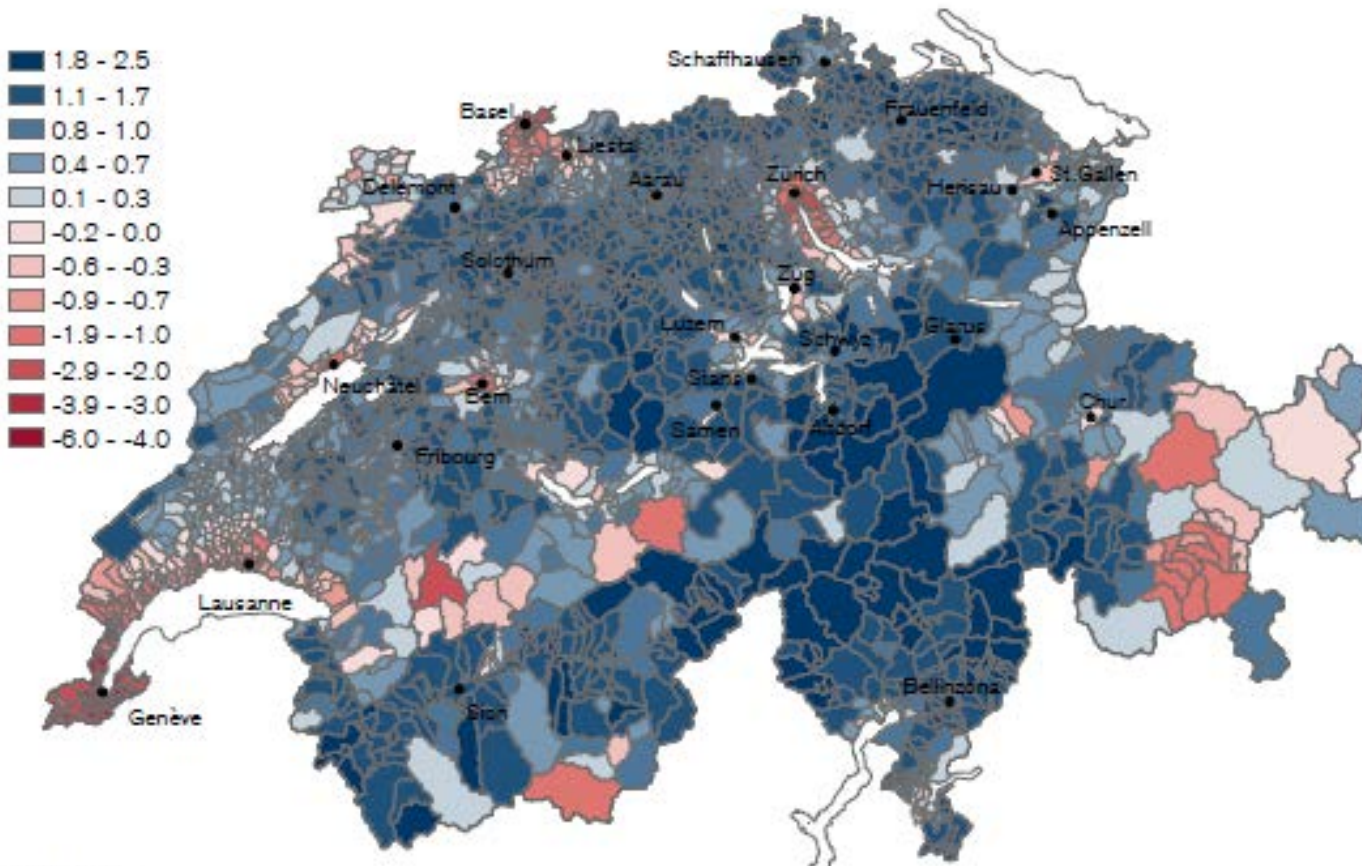 1.8 - 2.5
1.1 - 1.7
0.8 - 1.0
0.4 - 0.7
0.1 - 0.3
-0.2 - 0.0
-0.6 - -0.3
-0.9 - -0.7
-1.9 - -1.0
-2.9 - -2.0
-3.9 - -3.0
-6.0 - -4.0
Schaffhausen
Basel
Frauenfeld
Liestal
Delémont
Aarau
Zürich
Herisau
St.Gallen
Appenzell
Solothurn
Zug
Luzern
Schwyz
Glarus
Neuchâtel
Bern
Stans
Sarnen
Altdorf
Chur
Fribourg
Lausanne
Genève
Sion
Bellinzona